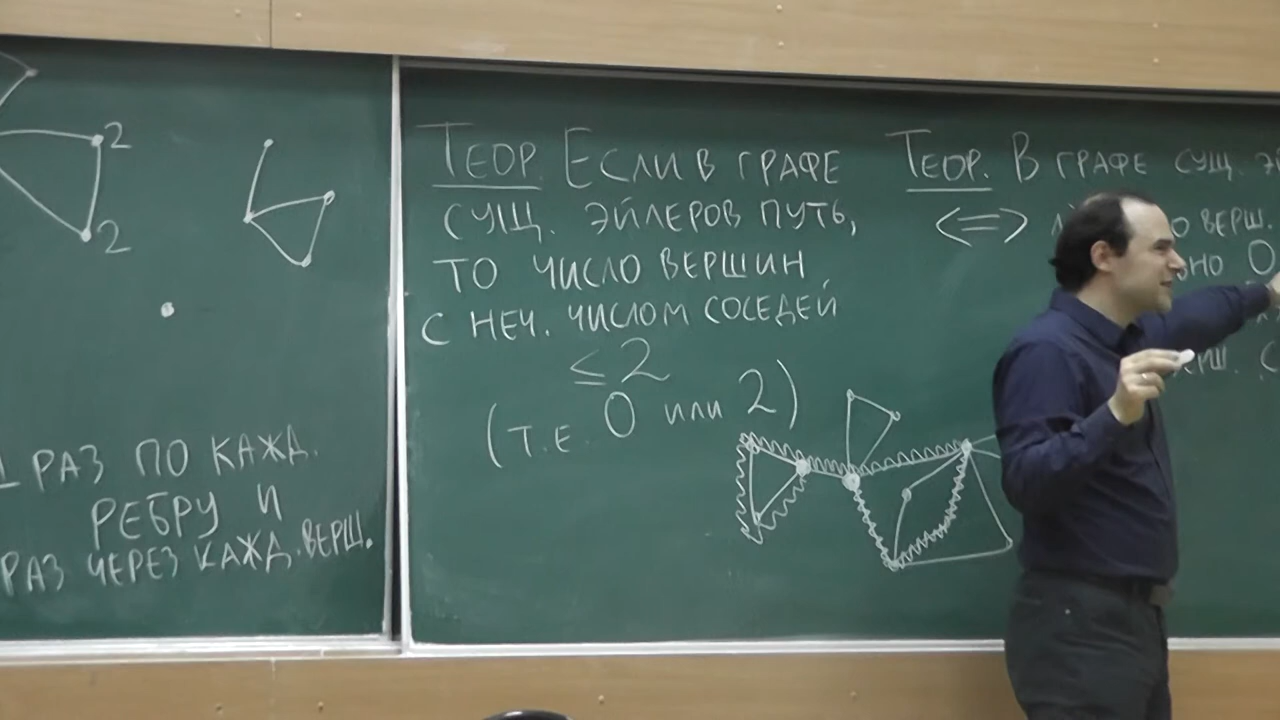 2
2
1 РАЗ ПО КАЖД.
РЕБРУ И
РАЗ ЧЕРЕЗ КАЖД. ВЕРШ.
ТЕОР. ЕСЛИ В ГРАФЕ
СУЩ. ЭЙЛЕРОВ ПУТЬ,
ТО ЧИСЛО ВЕРШИН
С НЕЧ. ЧИСЛОМ СОСЕДЕЙ
≤ 2
(Т.Е. 0 ИЛИ 2)
ТЕОР. В ГРАФЕ СУЩ.
<=> ВЕРШ.
0